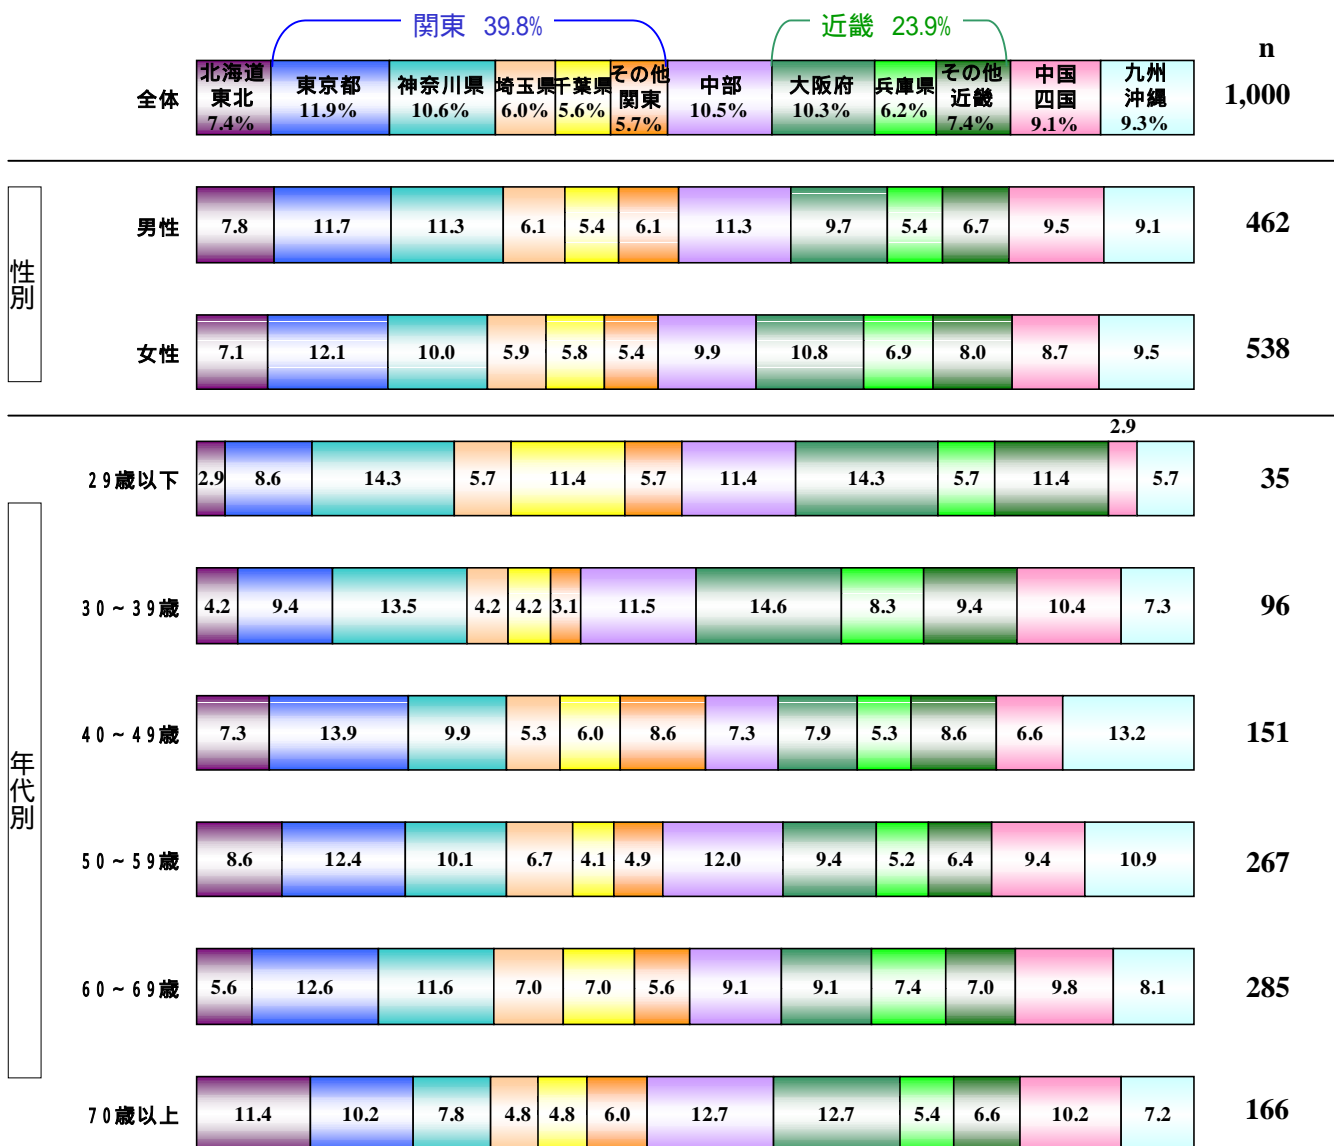 関東 39.8%
近畿 23.9%
n
北海道
東北
7.4%
東京都
11.9%
神奈川県
10.6%
埼玉県
6.0%
千葉県
5.6%
その他
関東
5.7%
中部
10.5%
大阪府
10.3%
兵庫県
6.2%
その他
近畿
7.4%
中国
四国
9.1%
九州
沖縄
9.3%
全体
1,000
性別
男性 7.8 11.7 11.3 6.1 5.4 6.1 11.3 9.7 5.4 6.7 9.5 9.1 462
女性 7.1 12.1 10.0 5.9 5.8 5.4 9.9 10.8 6.9 8.0 8.7 9.5 538
年代別
29歳以下 2.9 8.6 14.3 5.7 11.4 5.7 11.4 14.3 5.7 11.4 2.9 5.7 35
30～39歳 4.2 9.4 13.5 4.2 4.2 3.1 11.5 14.6 8.3 9.4 10.4 7.3 96
40～49歳 7.3 13.9 9.9 5.3 6.0 8.6 7.3 7.9 5.3 8.6 6.6 13.2 151
50～59歳 8.6 12.4 10.1 6.7 4.1 4.9 12.0 9.4 5.2 6.4 9.4 10.9 267
60～69歳 5.6 12.6 11.6 7.0 7.0 5.6 9.1 9.1 7.4 7.0 9.8 8.1 285
70歳以上 11.4 10.2 7.8 4.8 4.8 6.0 12.7 12.7 5.4 6.6 10.2 7.2 166